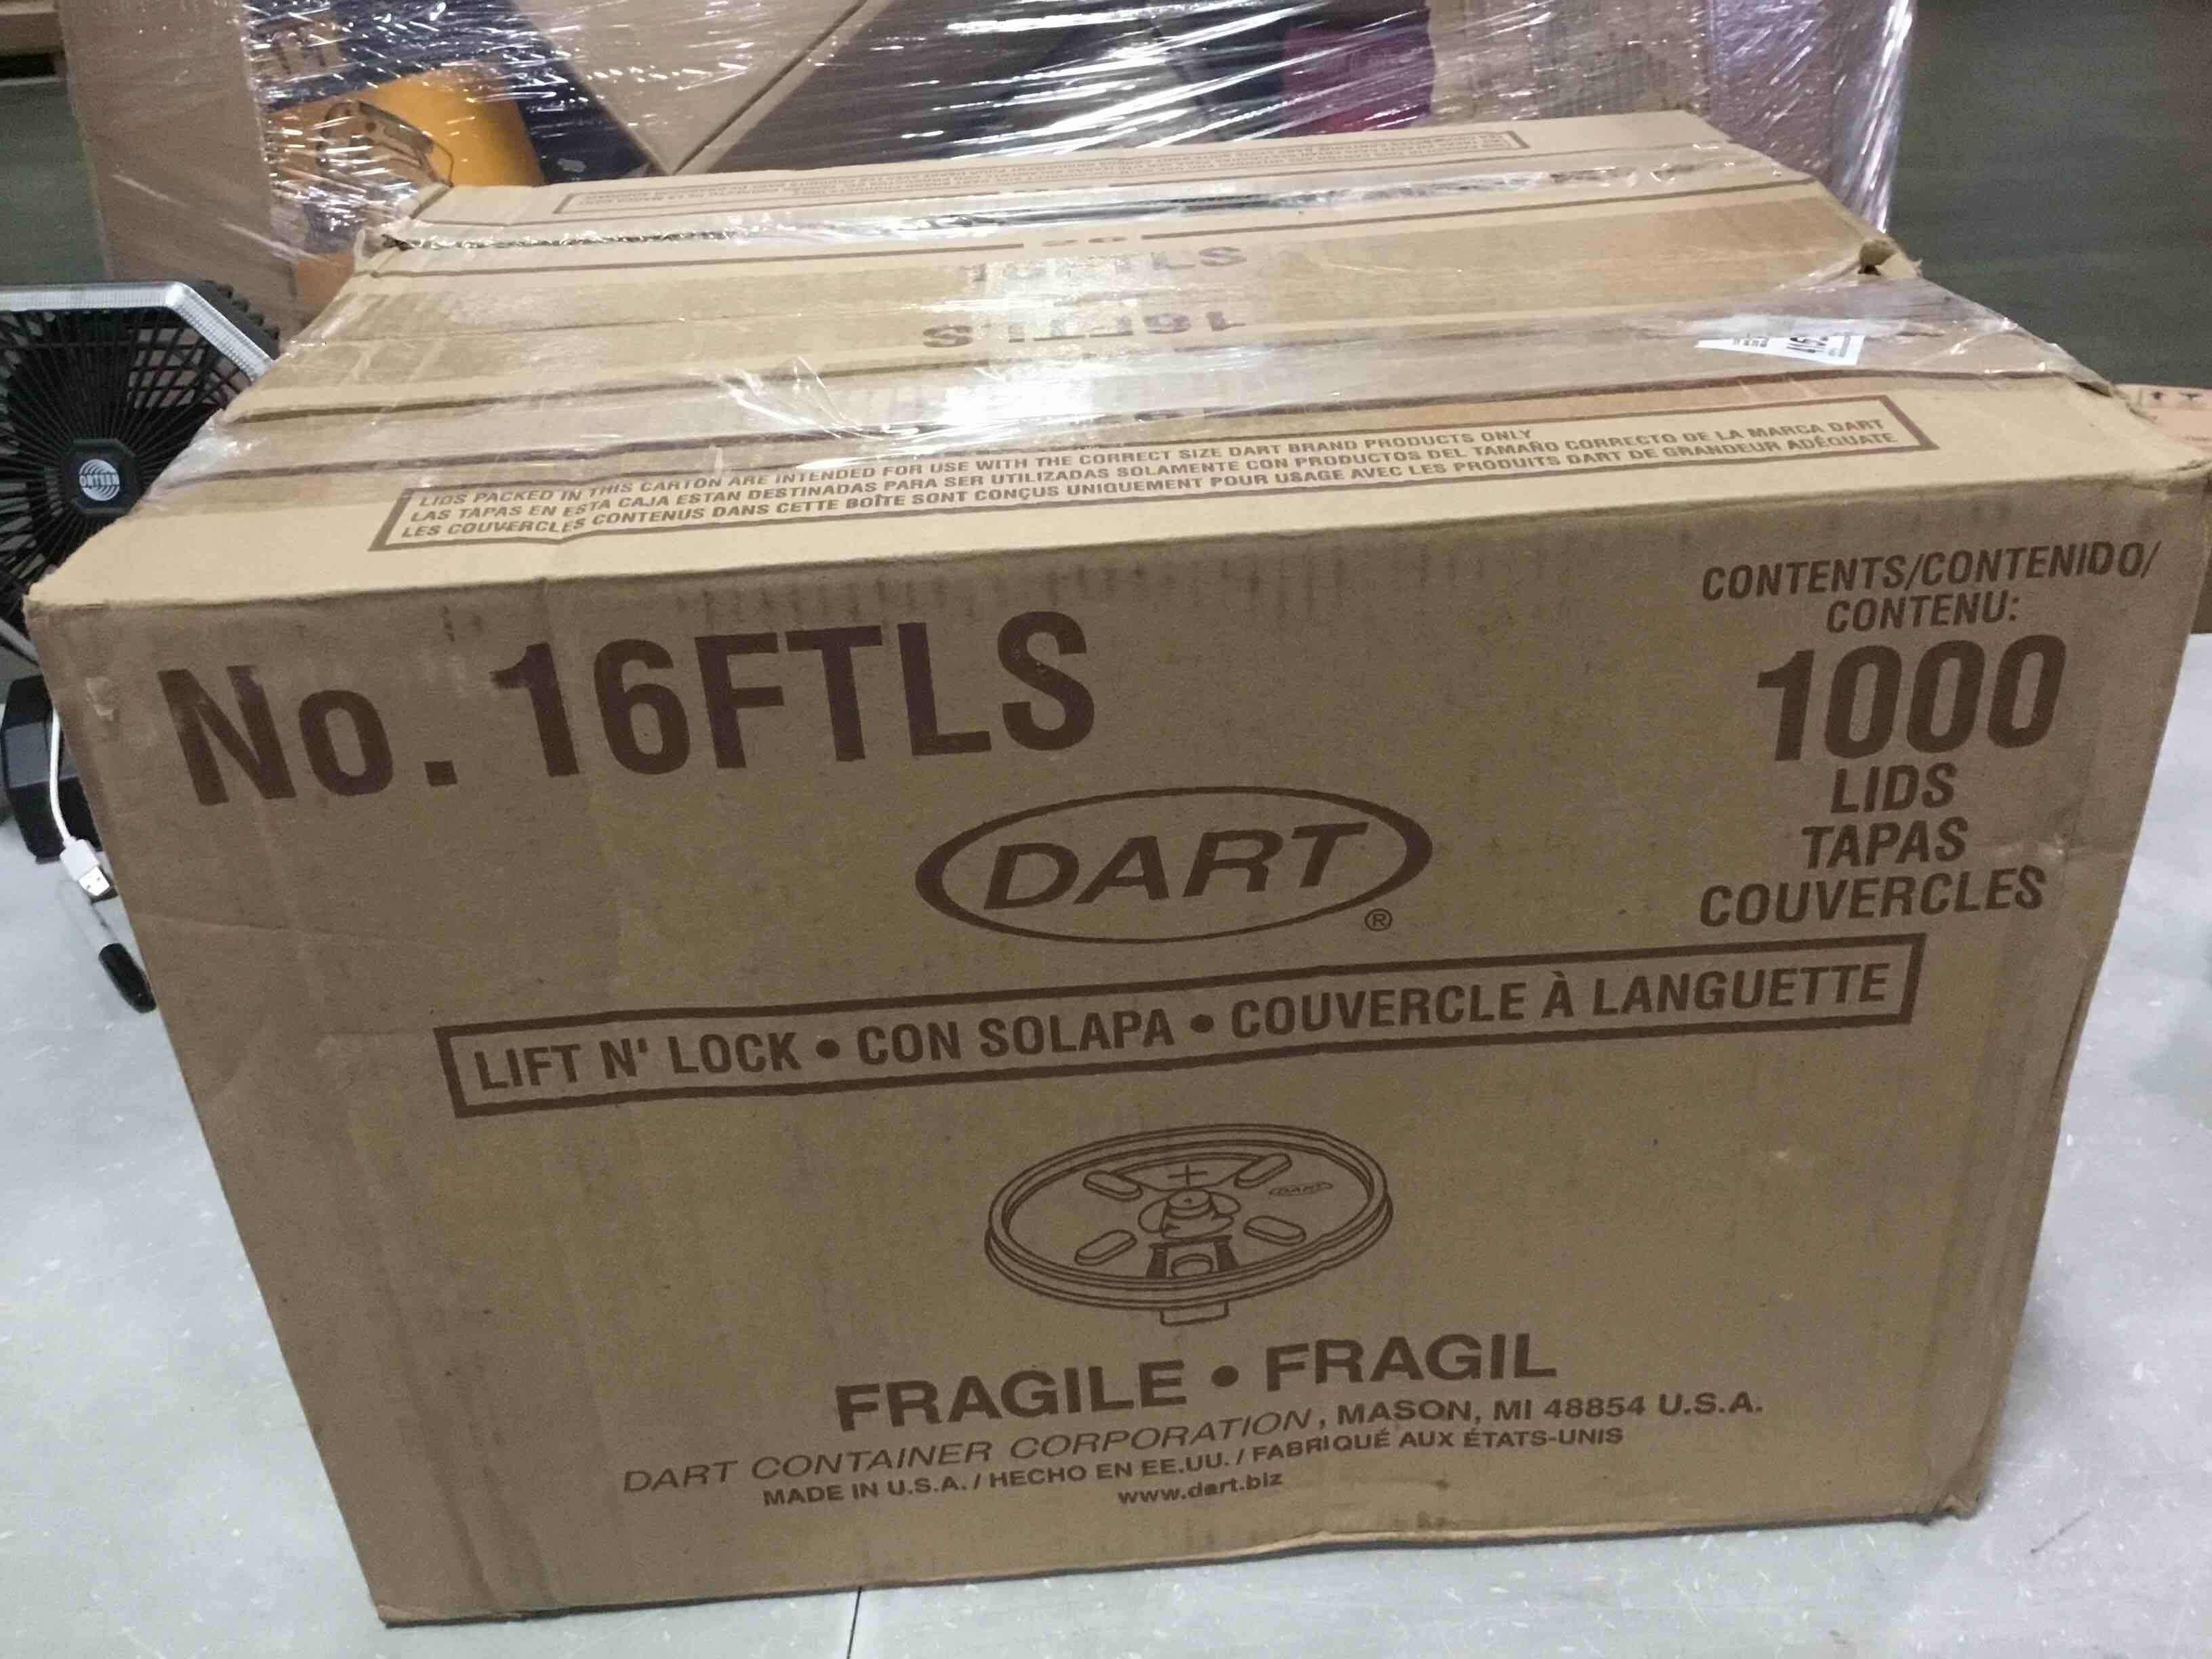 16FTLS
16FTLS
LIDS PACKED IN THIS CARTON ARE INTENDED FOR USE WITH THE CORRECT SIZE DART BRAND PRODUCTS ONLY
LAS TAPAS EN ESTA CAJA ESTAN DESTINADAS PARA SER UTILIZADAS SOLAMENTE CON PRODUCTOS DEL TAMAÑO CORRECTO DE LA MARCA DART
LES COUVERCLES CONTENUS DANS CETTE BOÎTE SONT CONÇUS UNIQUEMENT POUR USAGE AVEC LES PRODUITS DART DE GRANDEUR ADÉQUATE
No. 16FTLS
CONTENTS/CONTENIDO/
CONTENU:
1000
LIDS
TAPAS
COUVERCLES
DART®
LIFT N' LOCK • CON SOLAPA • COUVERCLE À LANGUETTE
DART
FRAGILE • FRAGIL
DART CONTAINER CORPORATION, MASON, MI 48854 U.S.A.
MADE IN U.S.A. / HECHO EN EE.UU. / FABRIQUÉ AUX ÉTATS-UNIS
www.dart.biz